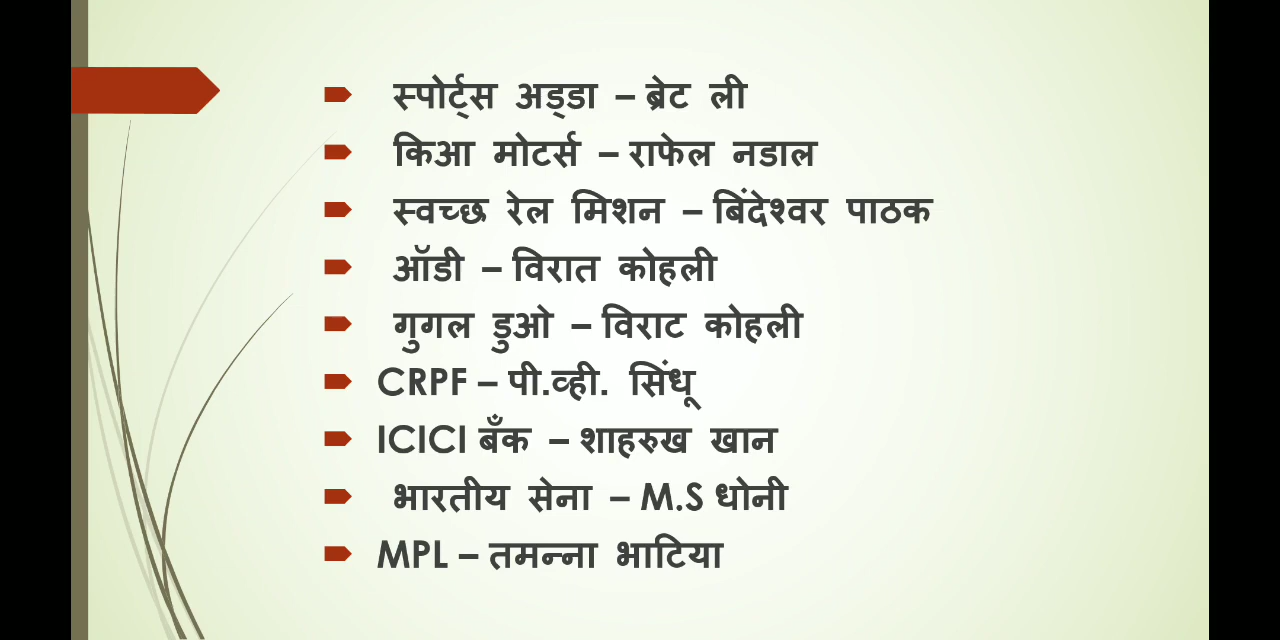 स्पोर्ट्स अड्डा – ब्रेट ली
किआ मोटर्स – राफेल नडाल
स्वच्छ रेल मिशन – बिंदेश्वर पाठक
ऑडी – विरात कोहली
गुगल डुओ – विराट कोहली
CRPF – पी.व्ही. सिंधू
ICICI बँक – शाहरुख खान
भारतीय सेना – M.S धोनी
MPL – तमन्ना भाटिया